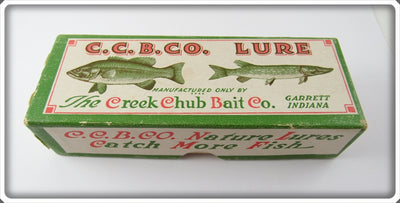 C.C.B.CO. LURE
MANUFACTURED ONLY BY
The Creek Chub Bait Co.
GARRETT
INDIANA
C.C.B.CO. Nature Lures
Catch More Fish